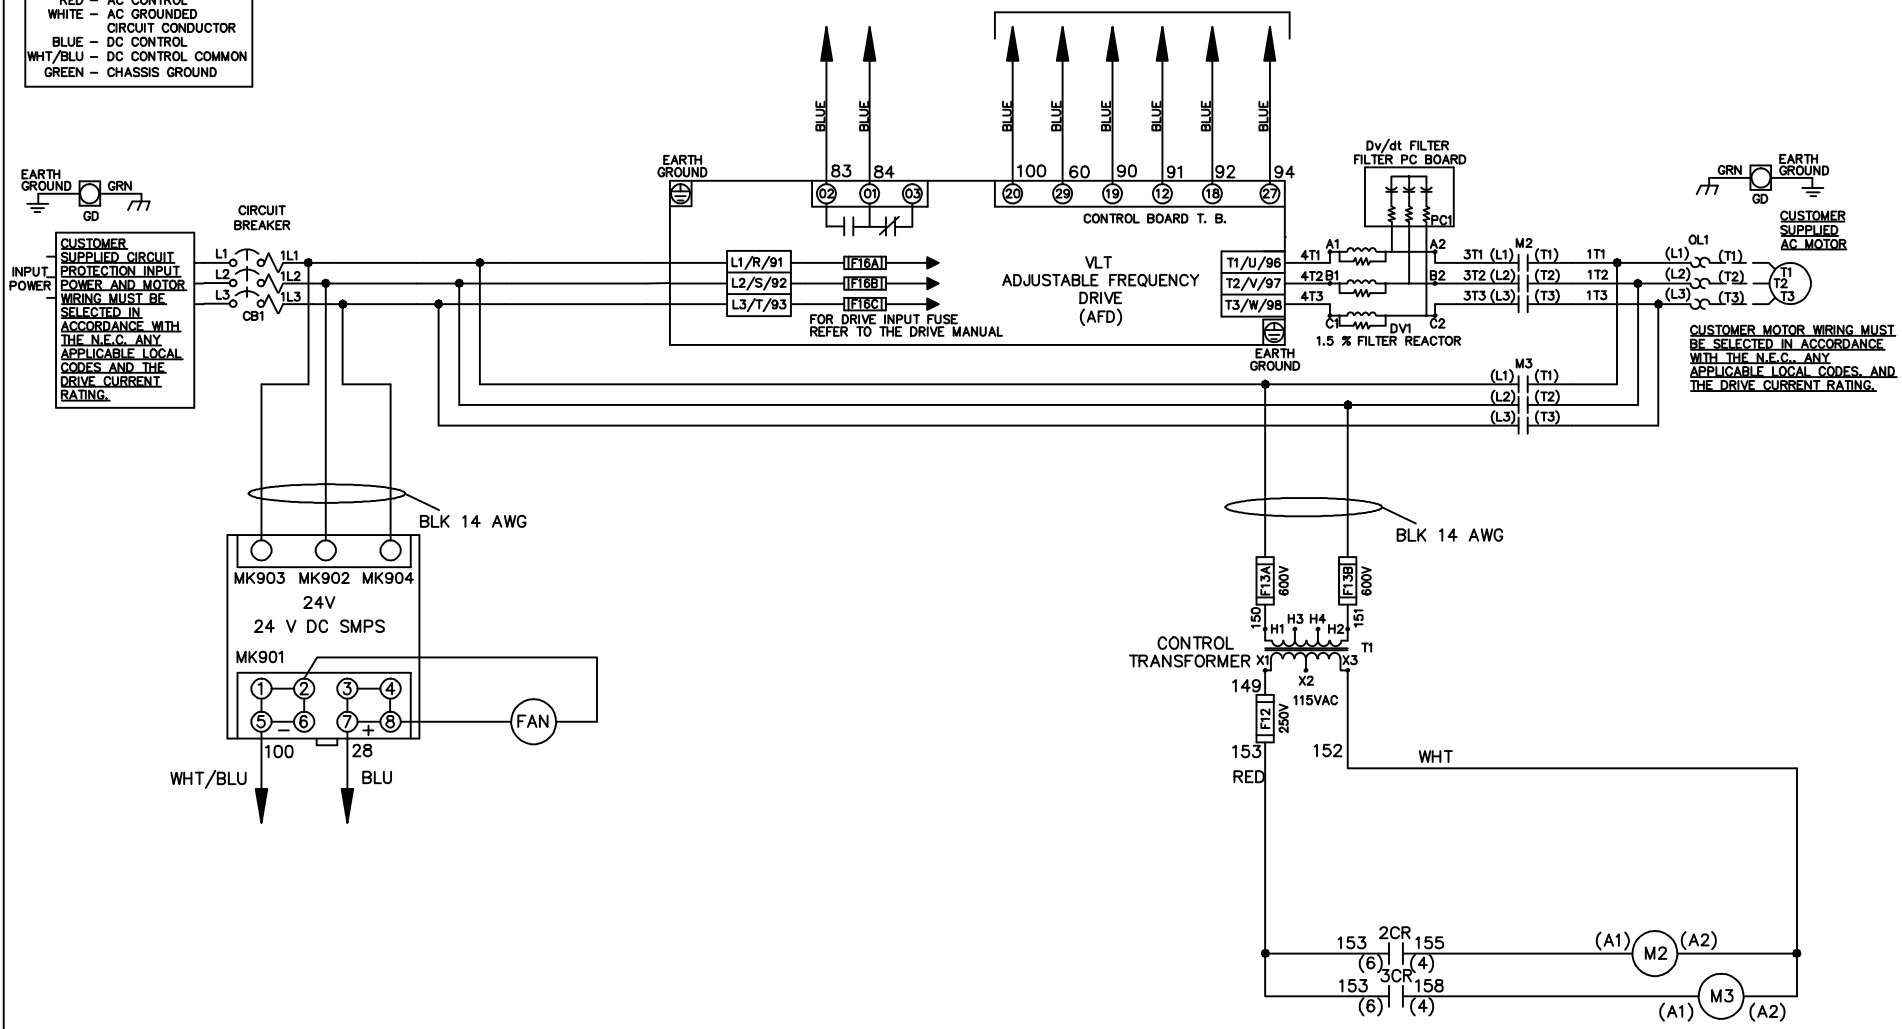 RED – AC CONTROL
WHITE – AC GROUNDED
CIRCUIT CONDUCTOR
BLUE – DC CONTROL
WHT/BLU – DC CONTROL COMMON
GREEN – CHASSIS GROUND
BLUE
BLUE
BLUE
BLUE
BLUE
BLUE
BLUE
BLUE
EARTH
GROUND
GRN
GD
CIRCUIT
BREAKER
CUSTOMER
SUPPLIED CIRCUIT
PROTECTION INPUT
POWER AND MOTOR
WIRING MUST BE
SELECTED IN
ACCORDANCE WITH
THE N.E.C. ANY
APPLICABLE LOCAL
CODES AND THE
DRIVE CURRENT
RATING.
INPUT
POWER
L1
1L1
L2
1L2
L3
1L3
CB1
EARTH
GROUND
83
84
02
01
03
100
60
90
91
92
94
20
29
19
12
18
27
CONTROL BOARD T. B.
L1/R/91
L2/S/92
L3/T/93
F16A
F16B
F16C
FOR DRIVE INPUT FUSE
REFER TO THE DRIVE MANUAL
VLT
ADJUSTABLE FREQUENCY
DRIVE
(AFD)
T1/U/96
T2/V/97
T3/W/98
EARTH
GROUND
4T1
4T2
4T3
Dv/dt FILTER
FILTER PC BOARD
PC1
A1
A2
B1
B2
C1
C2
DV1
1.5 % FILTER REACTOR
3T1 (L1)
M2
(T1)
1T1
3T2 (L2)
(T2)
1T2
3T3 (L3)
(T3)
1T3
OL1
(L1)
(T1)
(L2)
(T2)
(L3)
(T3)
T1
T2
T3
GRN
EARTH
GROUND
GD
CUSTOMER
SUPPLIED
AC MOTOR
CUSTOMER MOTOR WIRING MUST
BE SELECTED IN ACCORDANCE
WITH THE N.E.C., ANY
APPLICABLE LOCAL CODES, AND
THE DRIVE CURRENT RATING.
M3
(L1)
(T1)
(L2)
(T2)
(L3)
(T3)
BLK 14 AWG
MK903
MK902
MK904
24V
24 V DC SMPS
MK901
1
2
3
4
5
6
7
8
–
+
FAN
100
28
WHT/BLU
BLU
BLK 14 AWG
F13A
600V
F13B
600V
150
151
H1
H3
H4
H2
T1
CONTROL
TRANSFORMER
X1
X3
X2
115VAC
149
F12
250V
153
RED
152
WHT
153
2CR
155
(6)
(4)
(A1)
M2
(A2)
153
3CR
158
(6)
(4)
(A1)
M3
(A2)